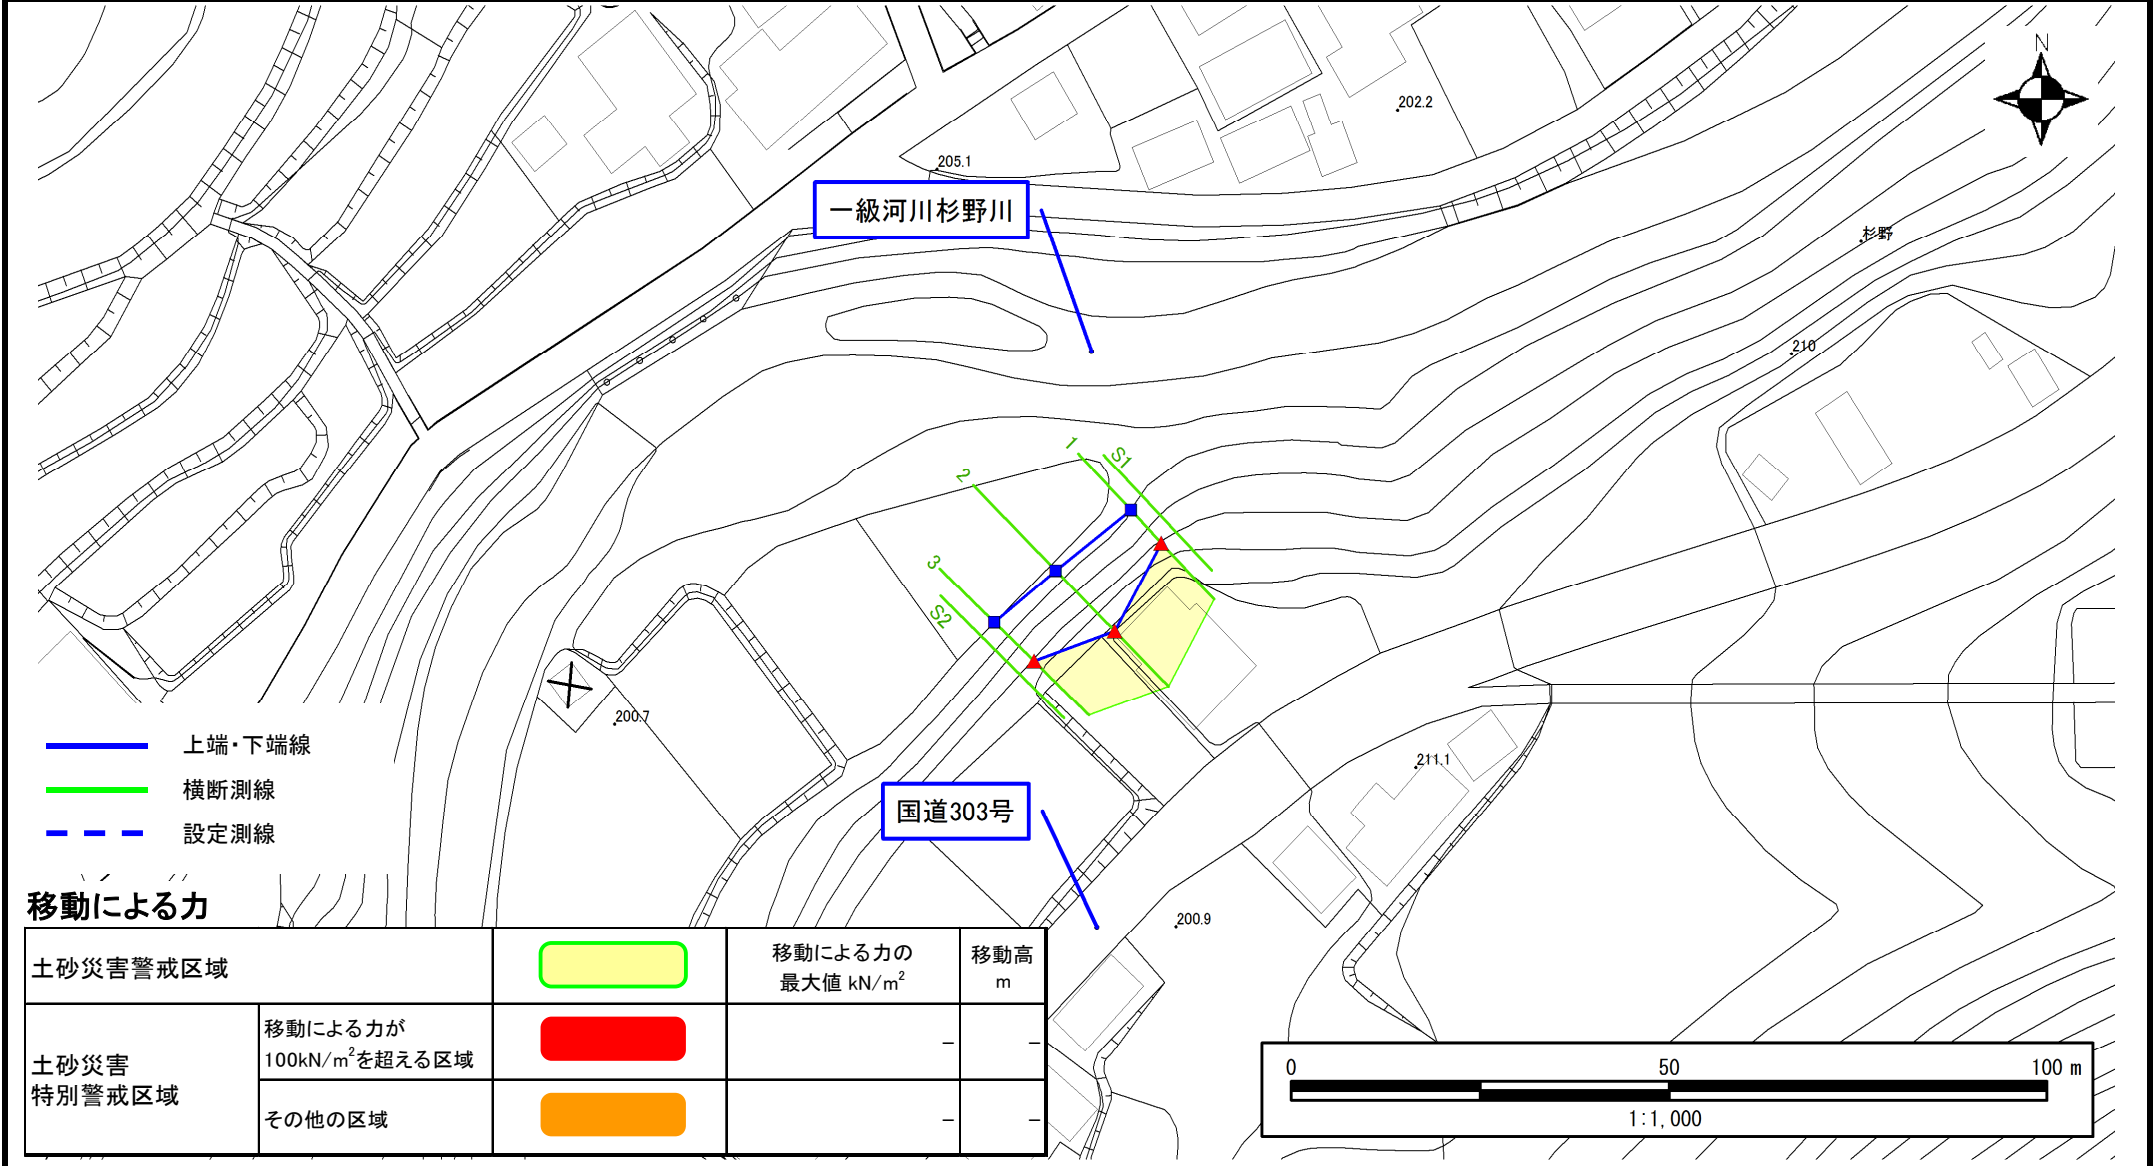 N
202.2
205.1
一級河川杉野川
杉野
210
1
S1
2
3
S2
200.7
211.1
上端・下端線
横断測線
設定測線
国道303号
200.9
移動による力
土砂災害警戒区域
移動による力の
最大値 kN/m²
移動高
m
土砂災害
特別警戒区域
移動による力が
100kN/m²を超える区域
－
－
その他の区域
－
－
0
50
100 m
1:1,000